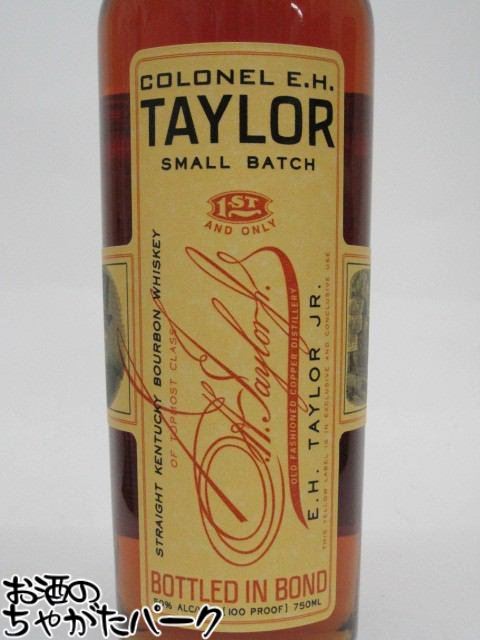 COLONEL E.H.
TAYLOR
SMALL BATCH
1ST
AND ONLY
STRAIGHT KENTUCKY BOURBON WHISKEY
OF TOPMOST CLASS
E.H. Taylor Jr.
OLD FASHIONED COPPER DISTILLERY
E.H. TAYLOR JR.
THIS YELLOW LABEL IS IN EXCLUSIVE AND CONCLUSIVE USE
BOTTLED IN BOND
50% ALC/ [100 PROOF] 750ML
お酒の
ちゃがたパーク